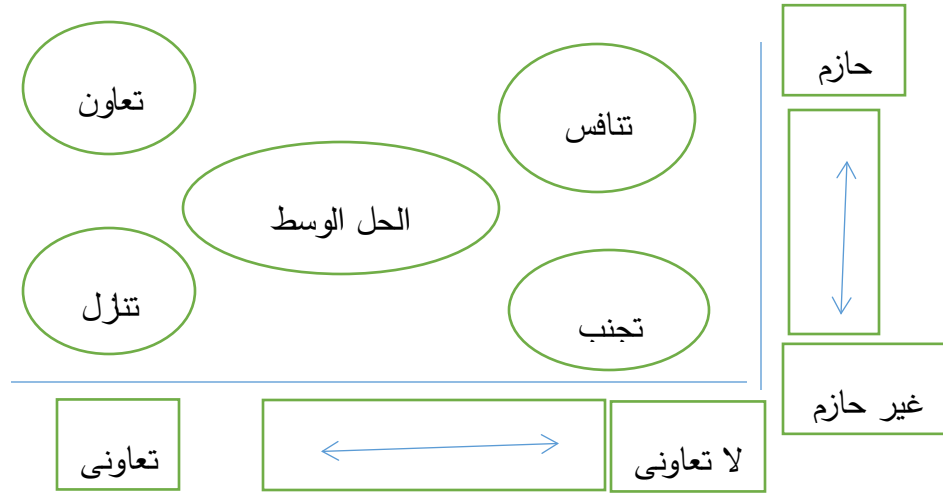 حازم
تنافس
تعاون
الحل الوسط
تجنب
تنازل
غير حازم
لا تعاونى
تعاونى